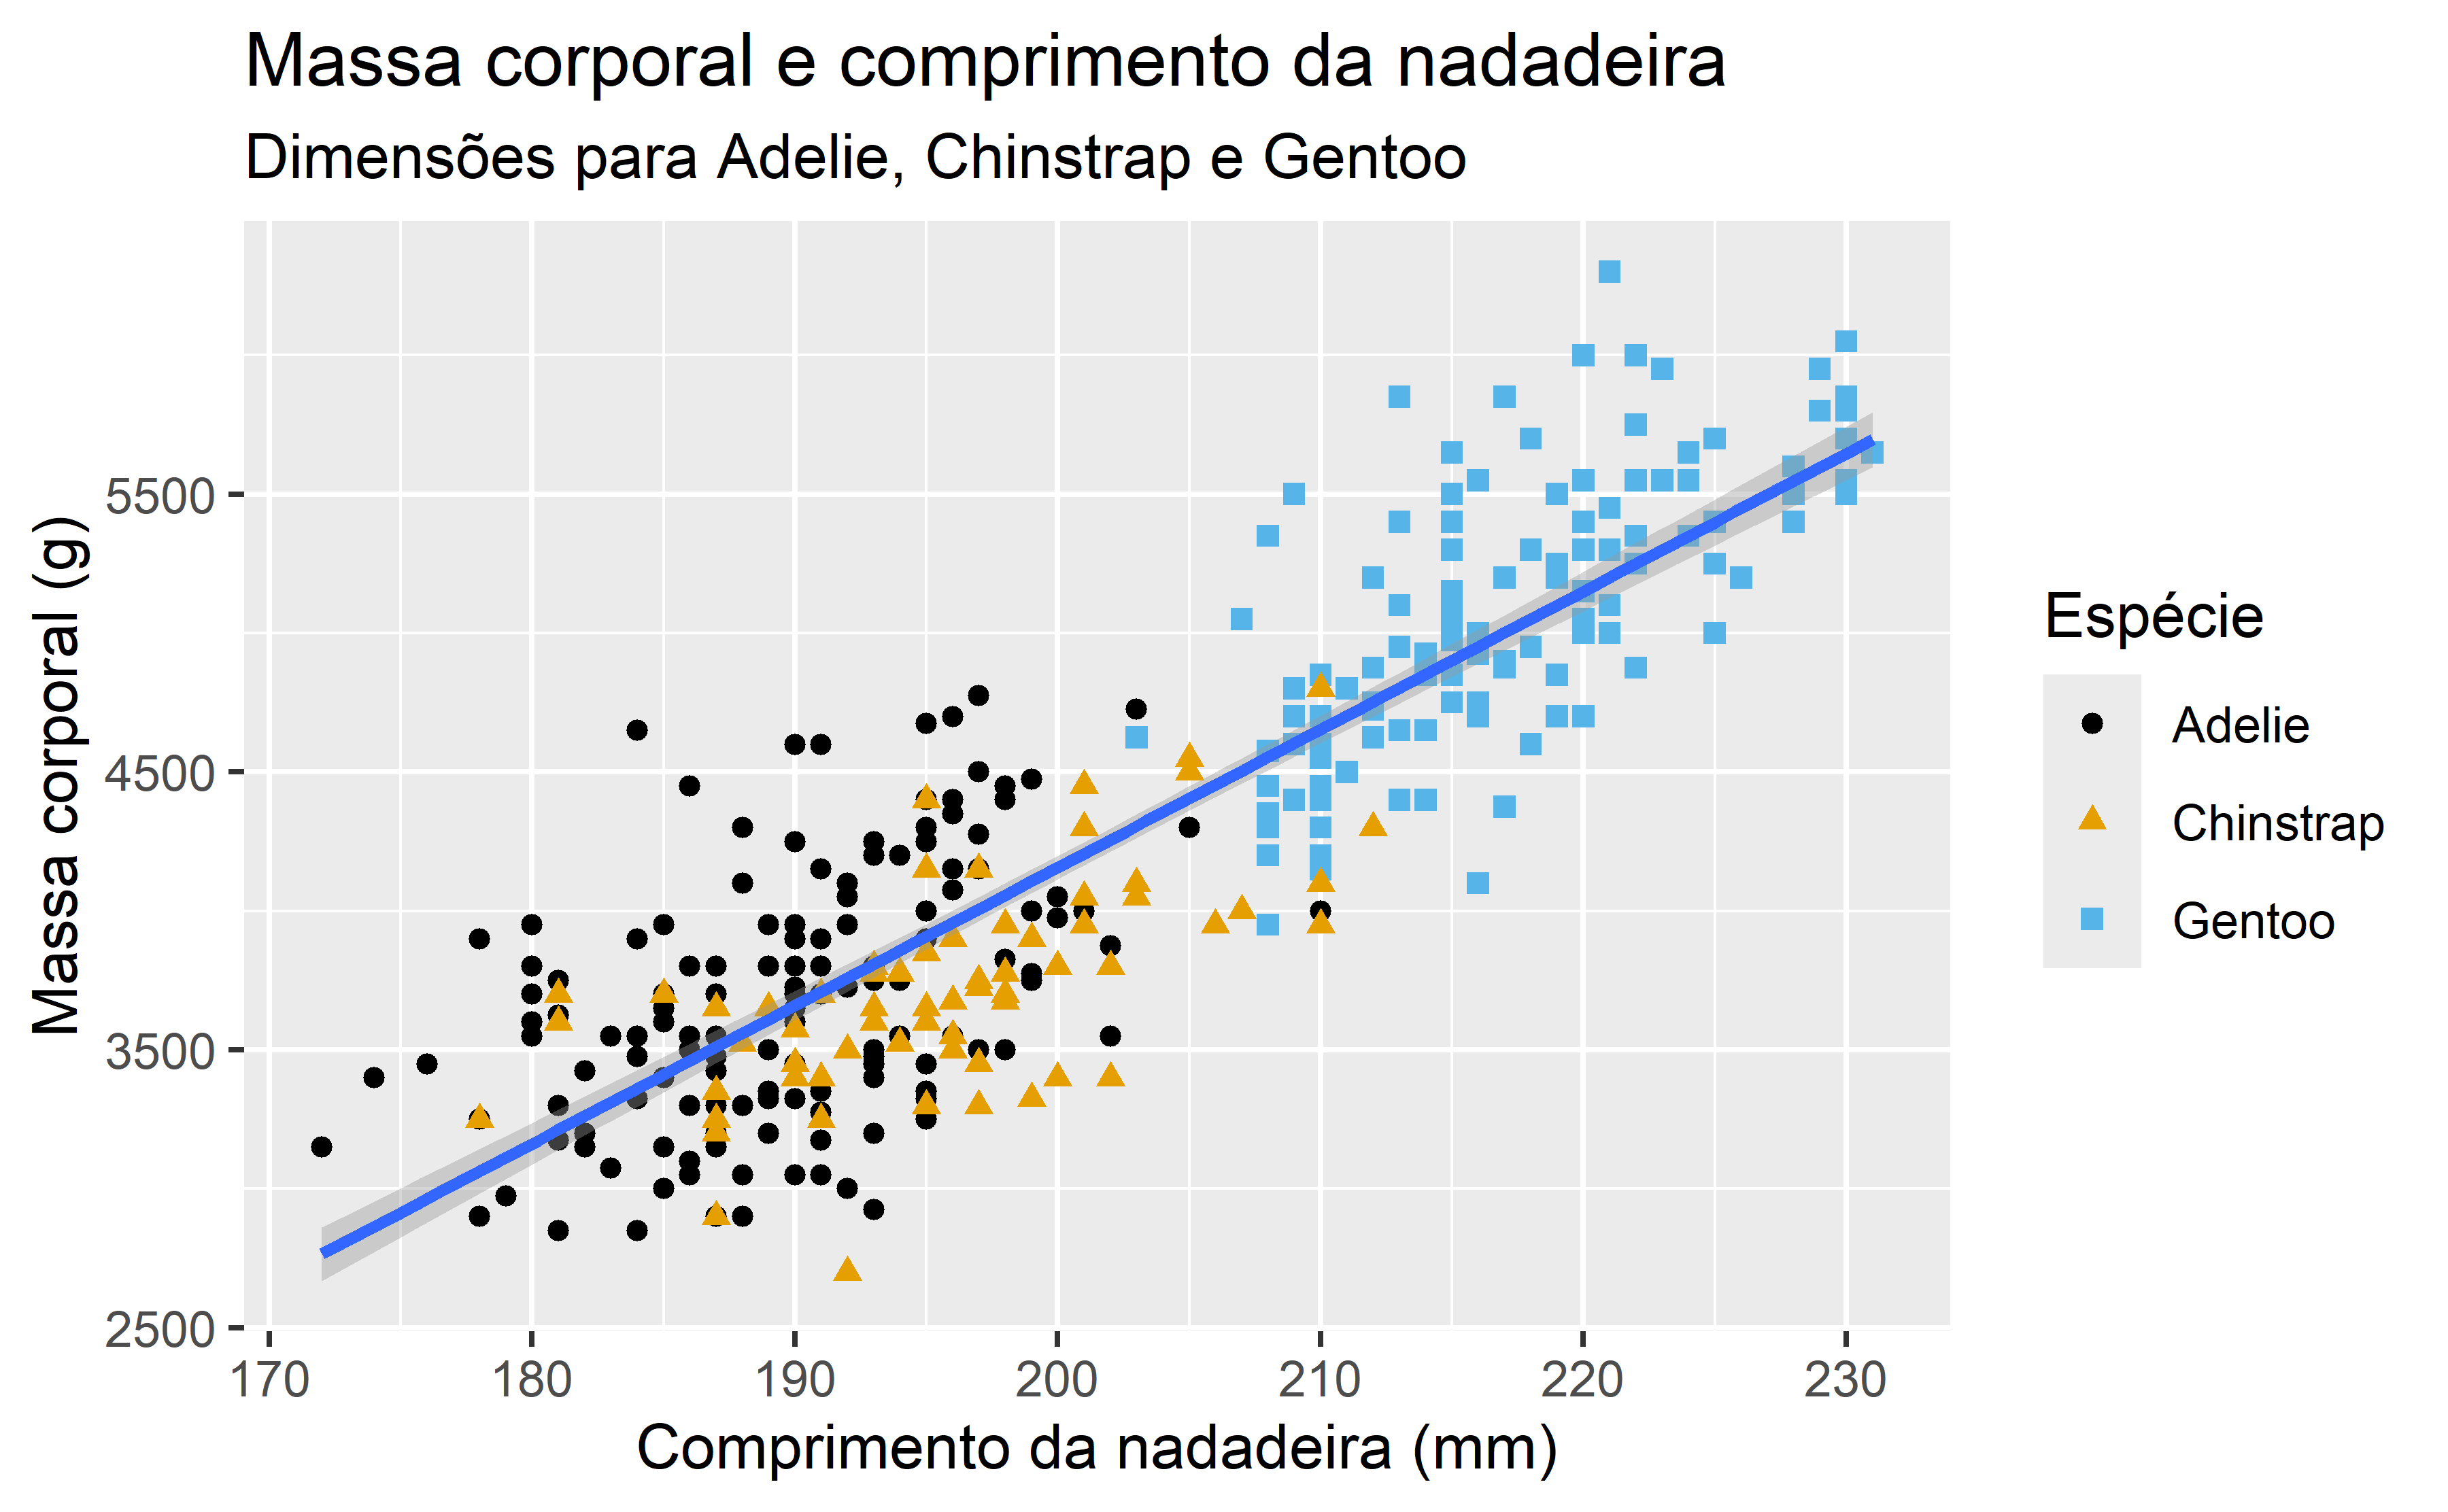 Massa corporal e comprimento da nadadeira
Dimensões para Adelie, Chinstrap e Gentoo
Massa corporal (g)
5500
4500
3500
2500
170 180 190 200 210 220 230
Comprimento da nadadeira (mm)
Espécie
Adelie
Chinstrap
Gentoo